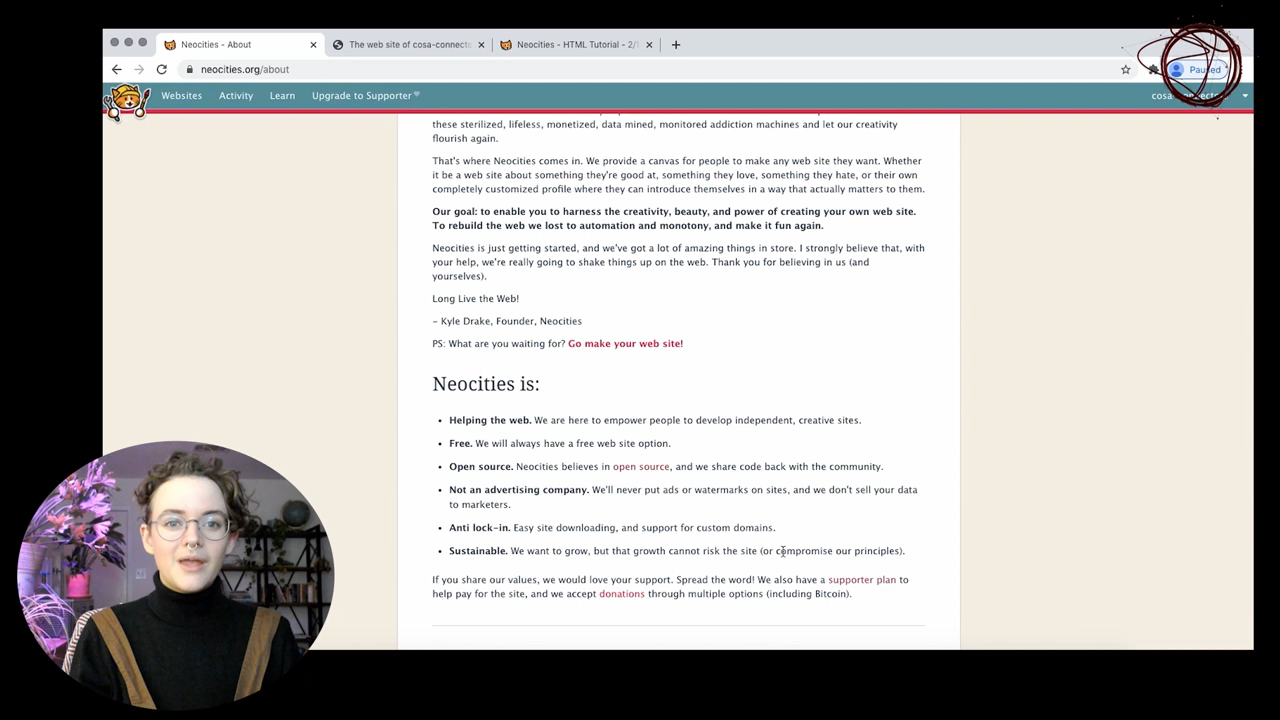 Neocities - About
The web site of cosa-connecto
Neocities - HTML Tutorial - 2/
neocities.org/about
Paused
Websites
Activity
Learn
Upgrade to Supporter
these sterilized, lifeless, monetized, data mined, monitored addiction machines and let our creativity
flourish again.
That's where Neocities comes in. We provide a canvas for people to make any web site they want. Whether
it be a web site about something they're good at, something they love, something they hate, or their own
completely customized profile where they can introduce themselves in a way that actually matters to them.
Our goal: to enable you to harness the creativity, beauty, and power of creating your own web site.
To rebuild the web we lost to automation and monotony, and make it fun again.
Neocities is just getting started, and we've got a lot of amazing things in store. I strongly believe that, with
your help, we're really going to shake things up on the web. Thank you for believing in us (and
yourselves).
Long Live the Web!
– Kyle Drake, Founder, Neocities
PS: What are you waiting for? Go make your web site!
Neocities is:
• Helping the web. We are here to empower people to develop independent, creative sites.
• Free. We will always have a free web site option.
• Open source. Neocities believes in open source, and we share code back with the community.
• Not an advertising company. We'll never put ads or watermarks on sites, and we don't sell your data
to marketers.
• Anti lock-in. Easy site downloading, and support for custom domains.
• Sustainable. We want to grow, but that growth cannot risk the site (or compromise our principles).
If you share our values, we would love your support. Spread the word! We also have a supporter plan to
help pay for the site, and we accept donations through multiple options (including Bitcoin).